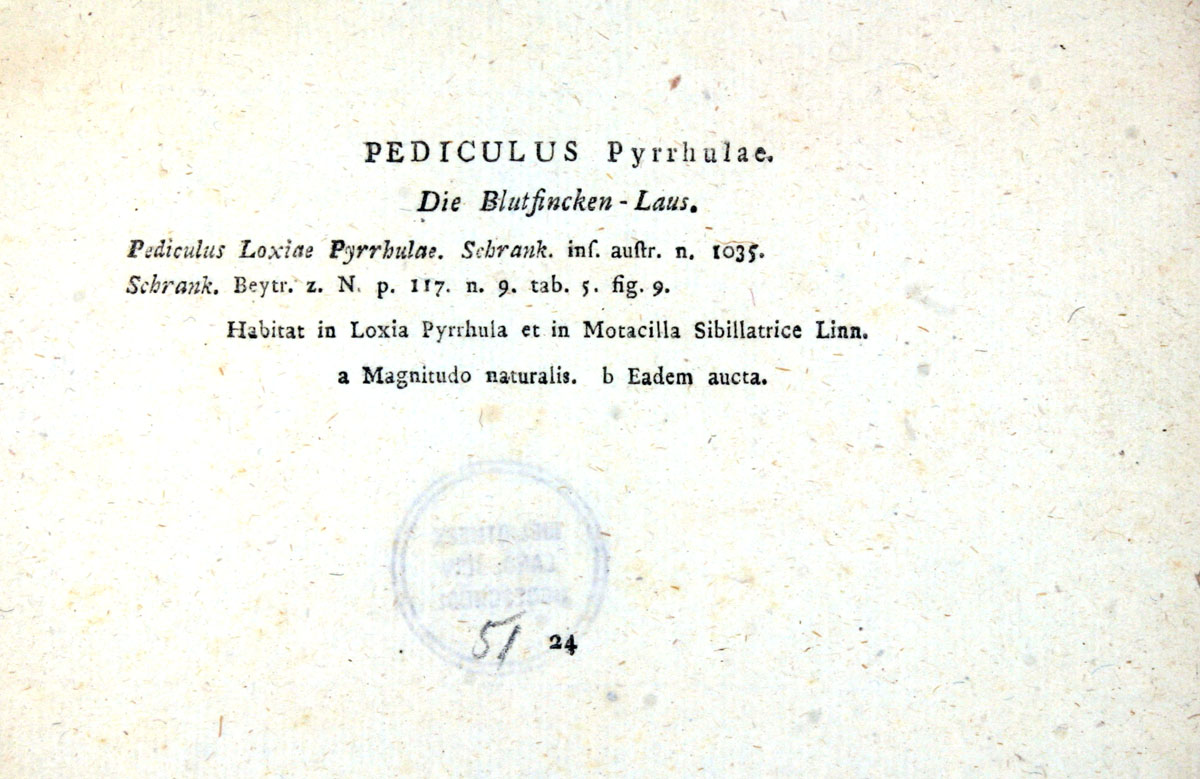 PEDICULUS Pyrrhulae.
Die Blutfincken-Laus.
Pediculus Loxiae Pyrrhulae. Schrank. inſ. auſtr. n. 1035.
Schrank. Beytr. z. N. p. 117. n. 9. tab. 5. fig. 9.
Habitat in Loxia Pyrrhula et in Motacilla Sibillatrice Linn.
a Magnitudo naturalis. b Eadem aucta.
51 24